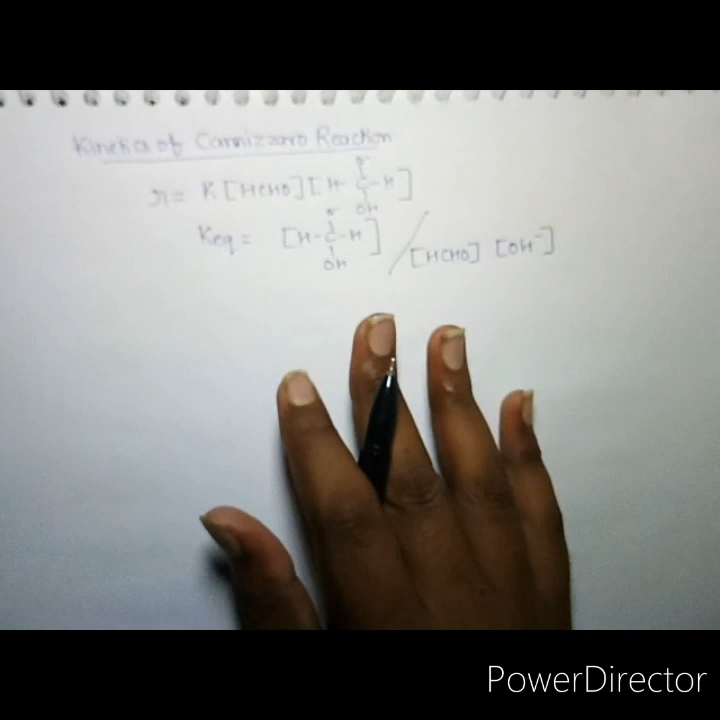 Kinetics of Cannizzaro Reaction
r = K [HCHO] [H-C-H]
OH
Keq = [H-C-H] / [HCHO] [OH⁻]
OH
PowerDirector